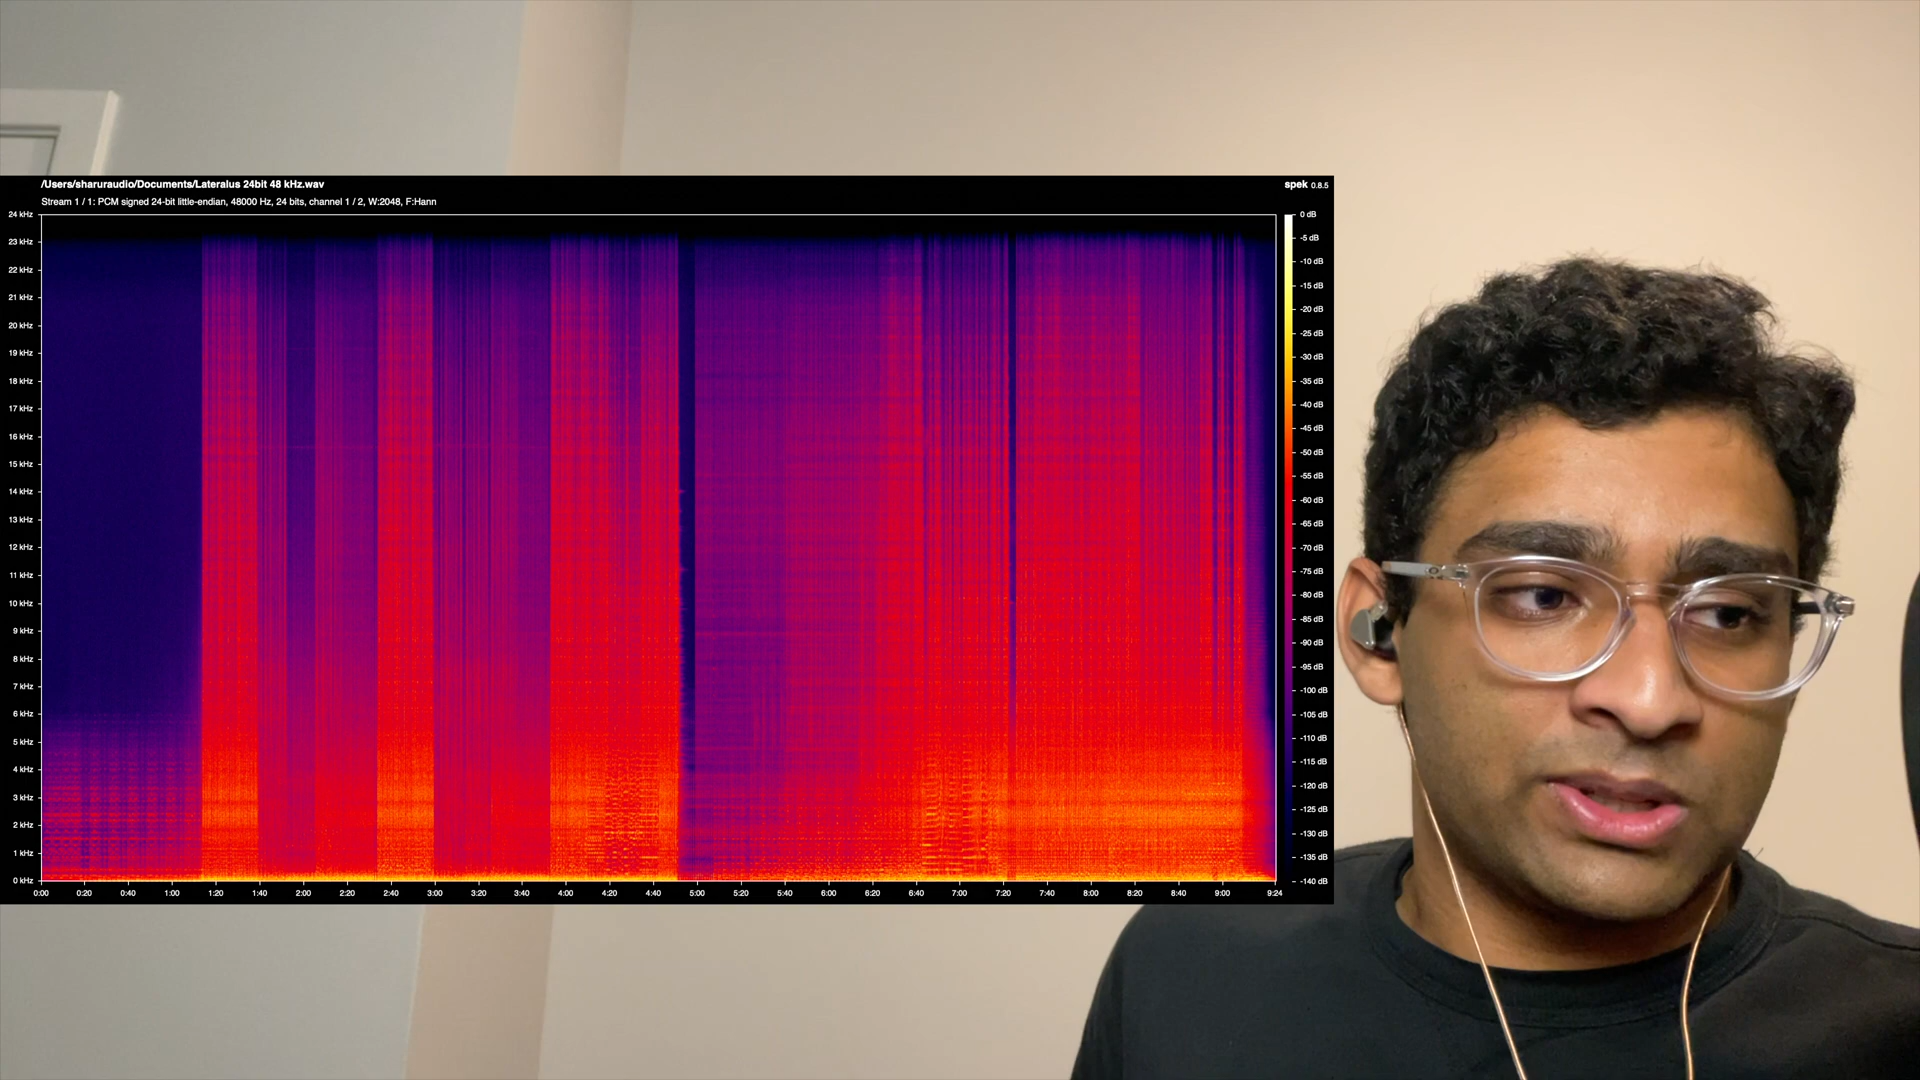 /Users/sharuraudio/Documents/Lateralus 24bit 48 kHz.wav
spek 0.8.5
Stream 1 / 1: PCM signed 24-bit little-endian, 48000 Hz, 24 bits, channel 1 / 2, W:2048, F:Hann
24 kHz
23 kHz
22 kHz
21 kHz
20 kHz
19 kHz
18 kHz
17 kHz
16 kHz
15 kHz
14 kHz
13 kHz
12 kHz
11 kHz
10 kHz
9 kHz
8 kHz
7 kHz
6 kHz
5 kHz
4 kHz
3 kHz
2 kHz
1 kHz
0 kHz
0:00 0:20 0:40 1:00 1:20 1:40 2:00 2:20 2:40 3:00 3:20 3:40 4:00 4:20 4:40 5:00 5:20 5:40 6:00 6:20 6:40 7:00 7:20 7:40 8:00 8:20 8:40 9:00 9:24
0 dB
-5 dB
-10 dB
-15 dB
-20 dB
-25 dB
-30 dB
-35 dB
-40 dB
-45 dB
-50 dB
-55 dB
-60 dB
-65 dB
-70 dB
-75 dB
-80 dB
-85 dB
-90 dB
-95 dB
-100 dB
-105 dB
-110 dB
-115 dB
-120 dB
-125 dB
-130 dB
-135 dB
-140 dB